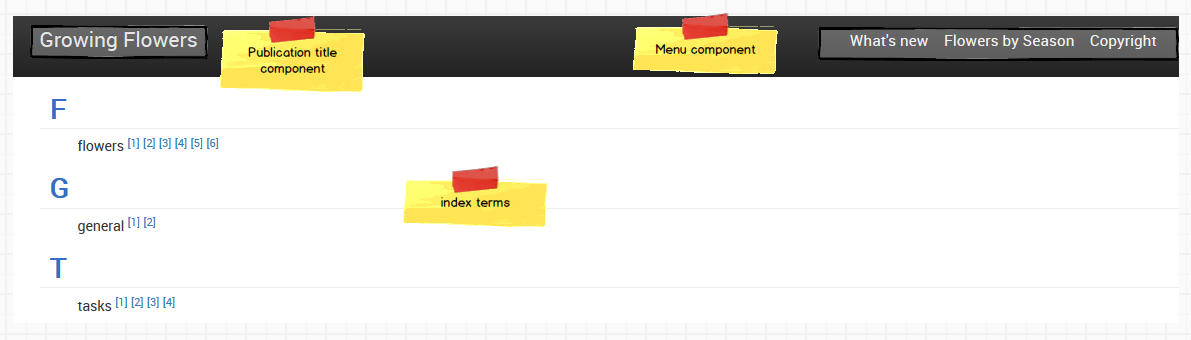 Growing Flowers
Publication title
component
Menu component
What's new Flowers by Season Copyright
F
flowers [1] [2] [3] [4] [5] [6]
G
index terms
general [1] [2]
T
tasks [1] [2] [3] [4]